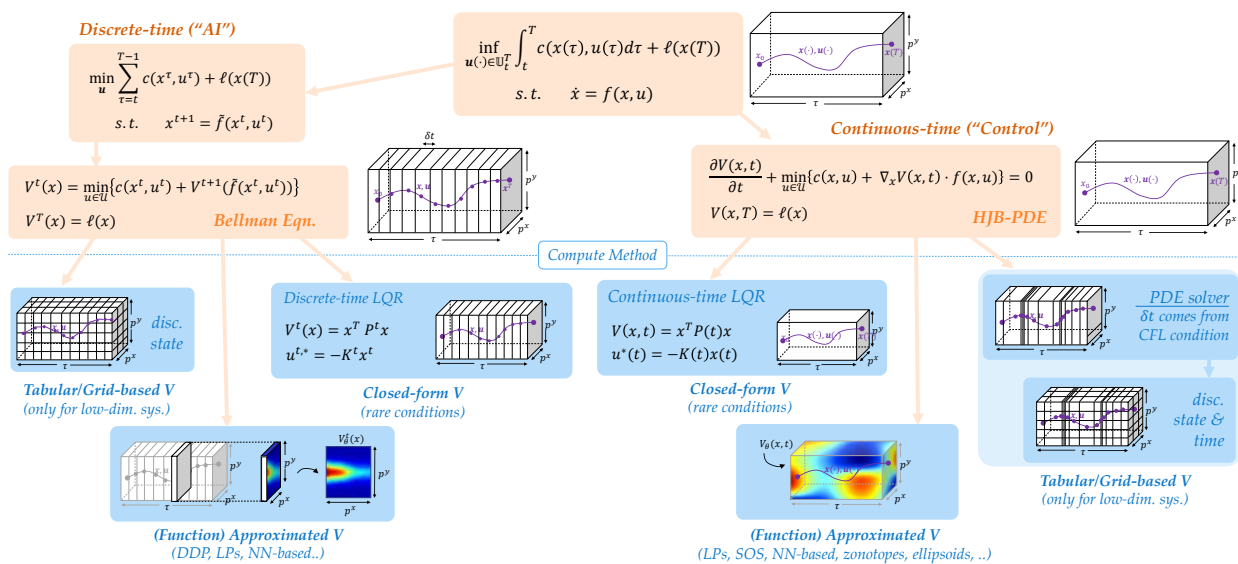 Discrete-time ("AI")
min_u ∑_{τ=t}^{T−1} c(x^τ, u^τ) + ℓ(x(T))
s.t. x^{t+1} = f̃(x^t, u^t)
inf_{u(·)∈𝕌_t^T} ∫_t^T c(x(τ), u(τ)dτ + ℓ(x(T))
s.t. ẋ = f(x, u)
x_0
x(·), u(·)
x(T)
p^y
p^x
τ
Continuous-time ("Control")
V^t(x) = min_{u∈𝒰}{c(x^t, u^t) + V^{t+1}(f̃(x^t, u^t))}
V^T(x) = ℓ(x)
Bellman Eqn.
δt
x_0
x, u
x^T
p^y
p^x
τ
∂V(x, t)/∂t + min_{u∈𝒰}{c(x, u) + ∇_x V(x, t) · f(x, u)} = 0
V(x, T) = ℓ(x)
HJB-PDE
x_0
x(·), u(·)
x(T)
p
p^x
τ
Compute Method
x, u
p^y
p^x
τ
disc.
state
Tabular/Grid-based V
(only for low-dim. sys.)
Discrete-time LQR
V^t(x) = x^T P^t x
u^{t,*} = −K^t x^t
x, u
p^y
p^x
τ
Closed-form V
(rare conditions)
Continuous-time LQR
V(x, t) = x^T P(t)x
u^*(t) = −K(t)x(t)
x(·), u(·)
p^y
p^x
τ
Closed-form V
(rare conditions)
x, u
p^y
p^x
τ
PDE solver
δt comes from
CFL condition
x, u
p^y
p^x
τ
disc.
state &
time
Tabular/Grid-based V
(only for low-dim. sys.)
x, u
p^y
p^x
τ
p^y
p^x
V_θ^t(x)
p^y
p^x
(Function) Approximated V
(DDP, LPs, NN-based..)
V_θ(x, t)
x(·), u(
p^y
p^x
τ
(Function) Approximated V
(LPs, SOS, NN-based, zonotopes, ellipsoids, ..)